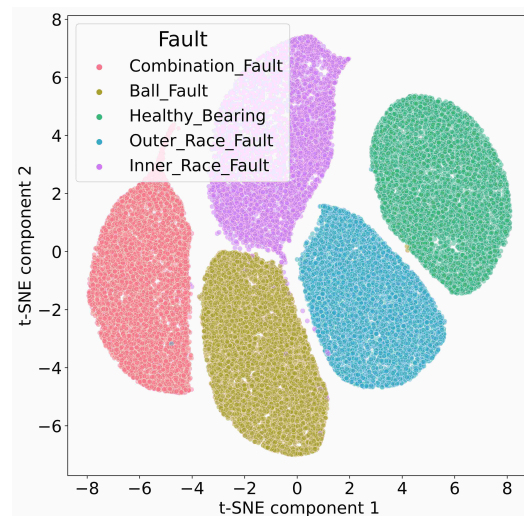 Fault
Combination_Fault
Ball_Fault
Healthy_Bearing
Outer_Race_Fault
Inner_Race_Fault
t-SNE component 2
8
6
4
2
0
−2
−4
−6
−8 −6 −4 −2 0 2 4 6 8
t-SNE component 1